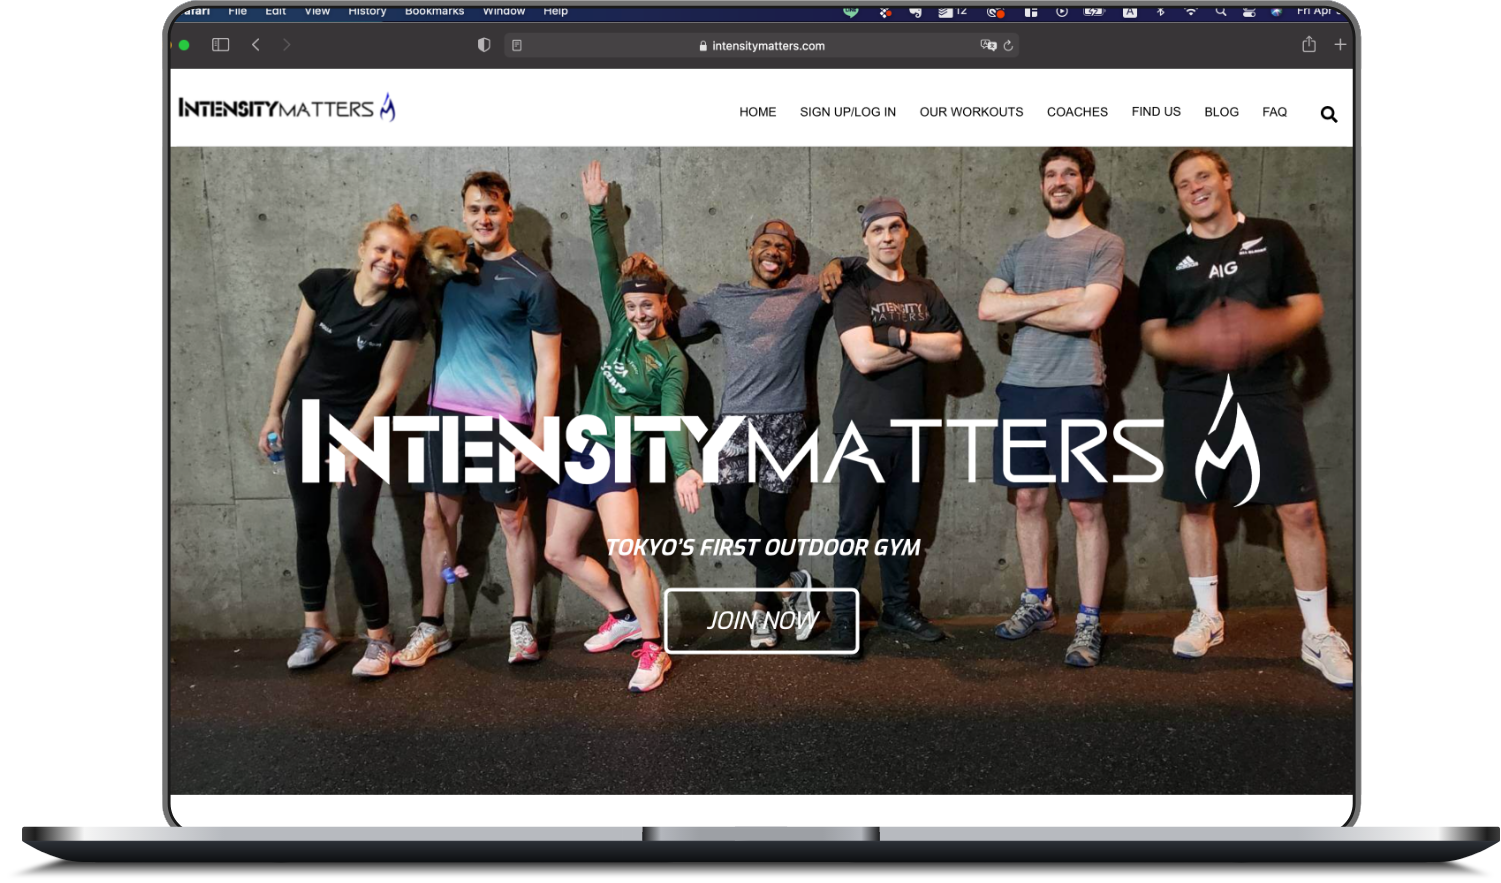 File Edit View History Bookmarks Window Help 12 Fri Apr
intensitymatters.com
INTENSITYMATTERS
HOME SIGN UP/LOG IN OUR WORKOUTS COACHES FIND US BLOG FAQ
adidas
AIG
INTENSITY
MATTERS
INTENSITYMATTERS
TOKYO'S FIRST OUTDOOR GYM
JOIN NOW